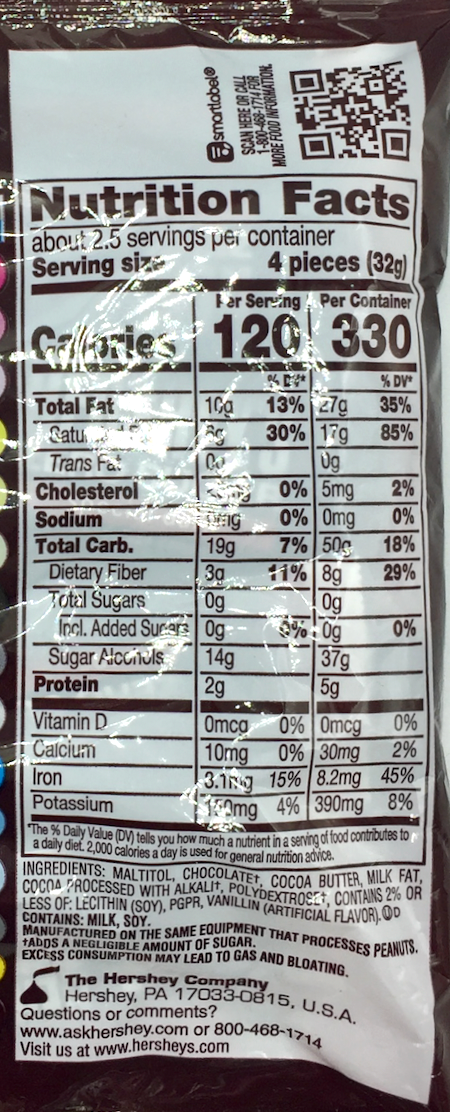 smartlabel®
SCAN HERE OR CALL
1-800-468-1714 FOR
MORE FOOD INFORMATION.
Nutrition Facts
about 2.5 servings per container
Serving size 4 pieces (32g)
Per Serving Per Container
Calories 120 330
% DV* % DV*
Total Fat 10g 13% 27g 35%
6g 30% 17g 85%
Trans Fat 0g 0g
Cholesterol 0% 5mg 2%
Sodium 0mg 0% 0mg 0%
Total Carb. 19g 7% 50g 18%
Dietary Fiber 3g 11% 8g 29%
Total Sugars 0g 0g
Incl. Added Sugars 0g 0% 0g 0%
Sugar Alcohols 14g 37g
Protein 2g 5g
Vitamin D 0mcg 0% 0mcg 0%
Calcium 10mg 0% 30mg 2%
Iron 3.1mg 15% 8.2mg 45%
Potassium 4% 390mg 8%
*The % Daily Value (DV) tells you how much a nutrient in a serving of food contributes to
a daily diet. 2,000 calories a day is used for general nutrition advice.
INGREDIENTS: MALTITOL, CHOCOLATE†, COCOA BUTTER, MILK FAT,
COCOA PROCESSED WITH ALKALI†, POLYDEXTROSE†, CONTAINS 2% OR
LESS OF: LECITHIN (SOY), PGPR, VANILLIN (ARTIFICIAL FLAVOR). ⓊD
CONTAINS: MILK, SOY.
MANUFACTURED ON THE SAME EQUIPMENT THAT PROCESSES PEANUTS.
†ADDS A NEGLIGIBLE AMOUNT OF SUGAR.
EXCESS CONSUMPTION MAY LEAD TO GAS AND BLOATING.
The Hershey Company
Hershey, PA 17033-0815, U.S.A.
Questions or comments?
www.askhershey.com or 800-468-1714
Visit us at www.hersheys.com